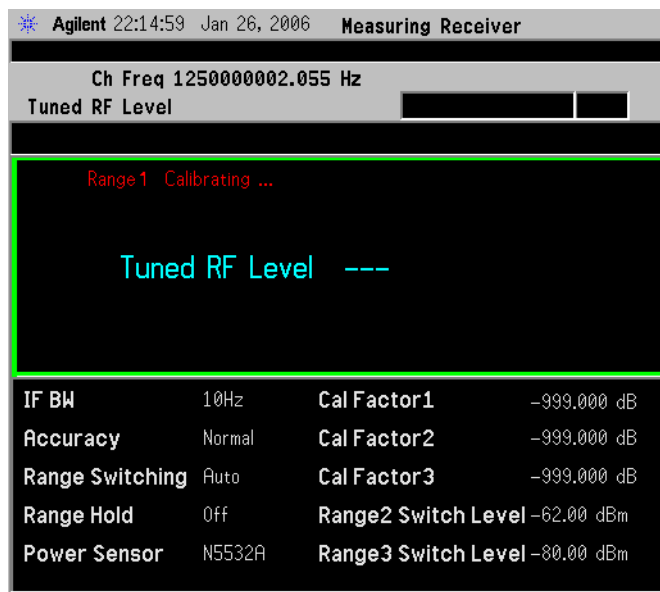 Agilent 22:14:59 Jan 26, 2006 Measuring Receiver
Ch Freq 1250000002.055 Hz
Tuned RF Level
Range 1 Calibrating ...
Tuned RF Level ---
IF BW 10Hz Cal Factor1 -999.000 dB
Accuracy Normal Cal Factor2 -999.000 dB
Range Switching Auto Cal Factor3 -999.000 dB
Range Hold Off Range2 Switch Level -62.00 dBm
Power Sensor N5532A Range3 Switch Level -80.00 dBm